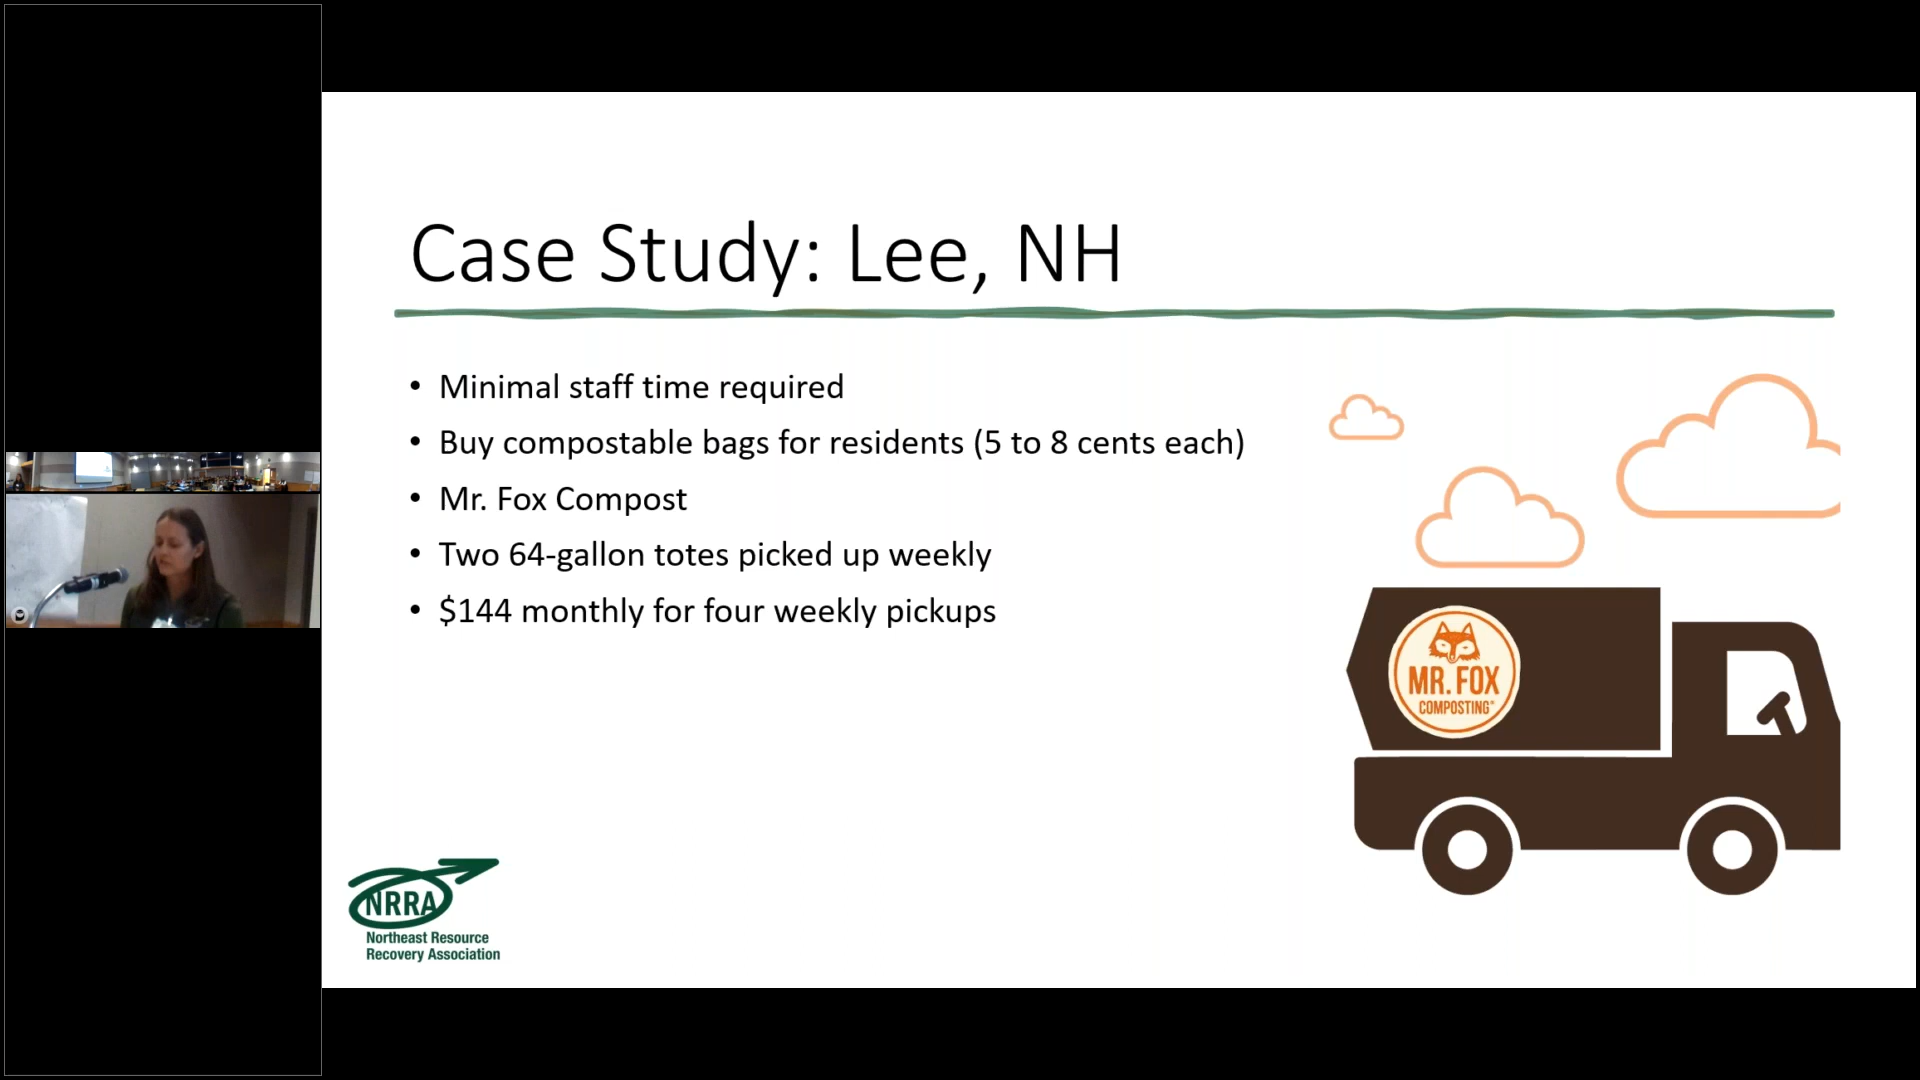 Case Study: Lee, NH
• Minimal staff time required
• Buy compostable bags for residents (5 to 8 cents each)
• Mr. Fox Compost
• Two 64-gallon totes picked up weekly
• $144 monthly for four weekly pickups
MR. FOX
COMPOSTING®
NRRA
Northeast Resource
Recovery Association